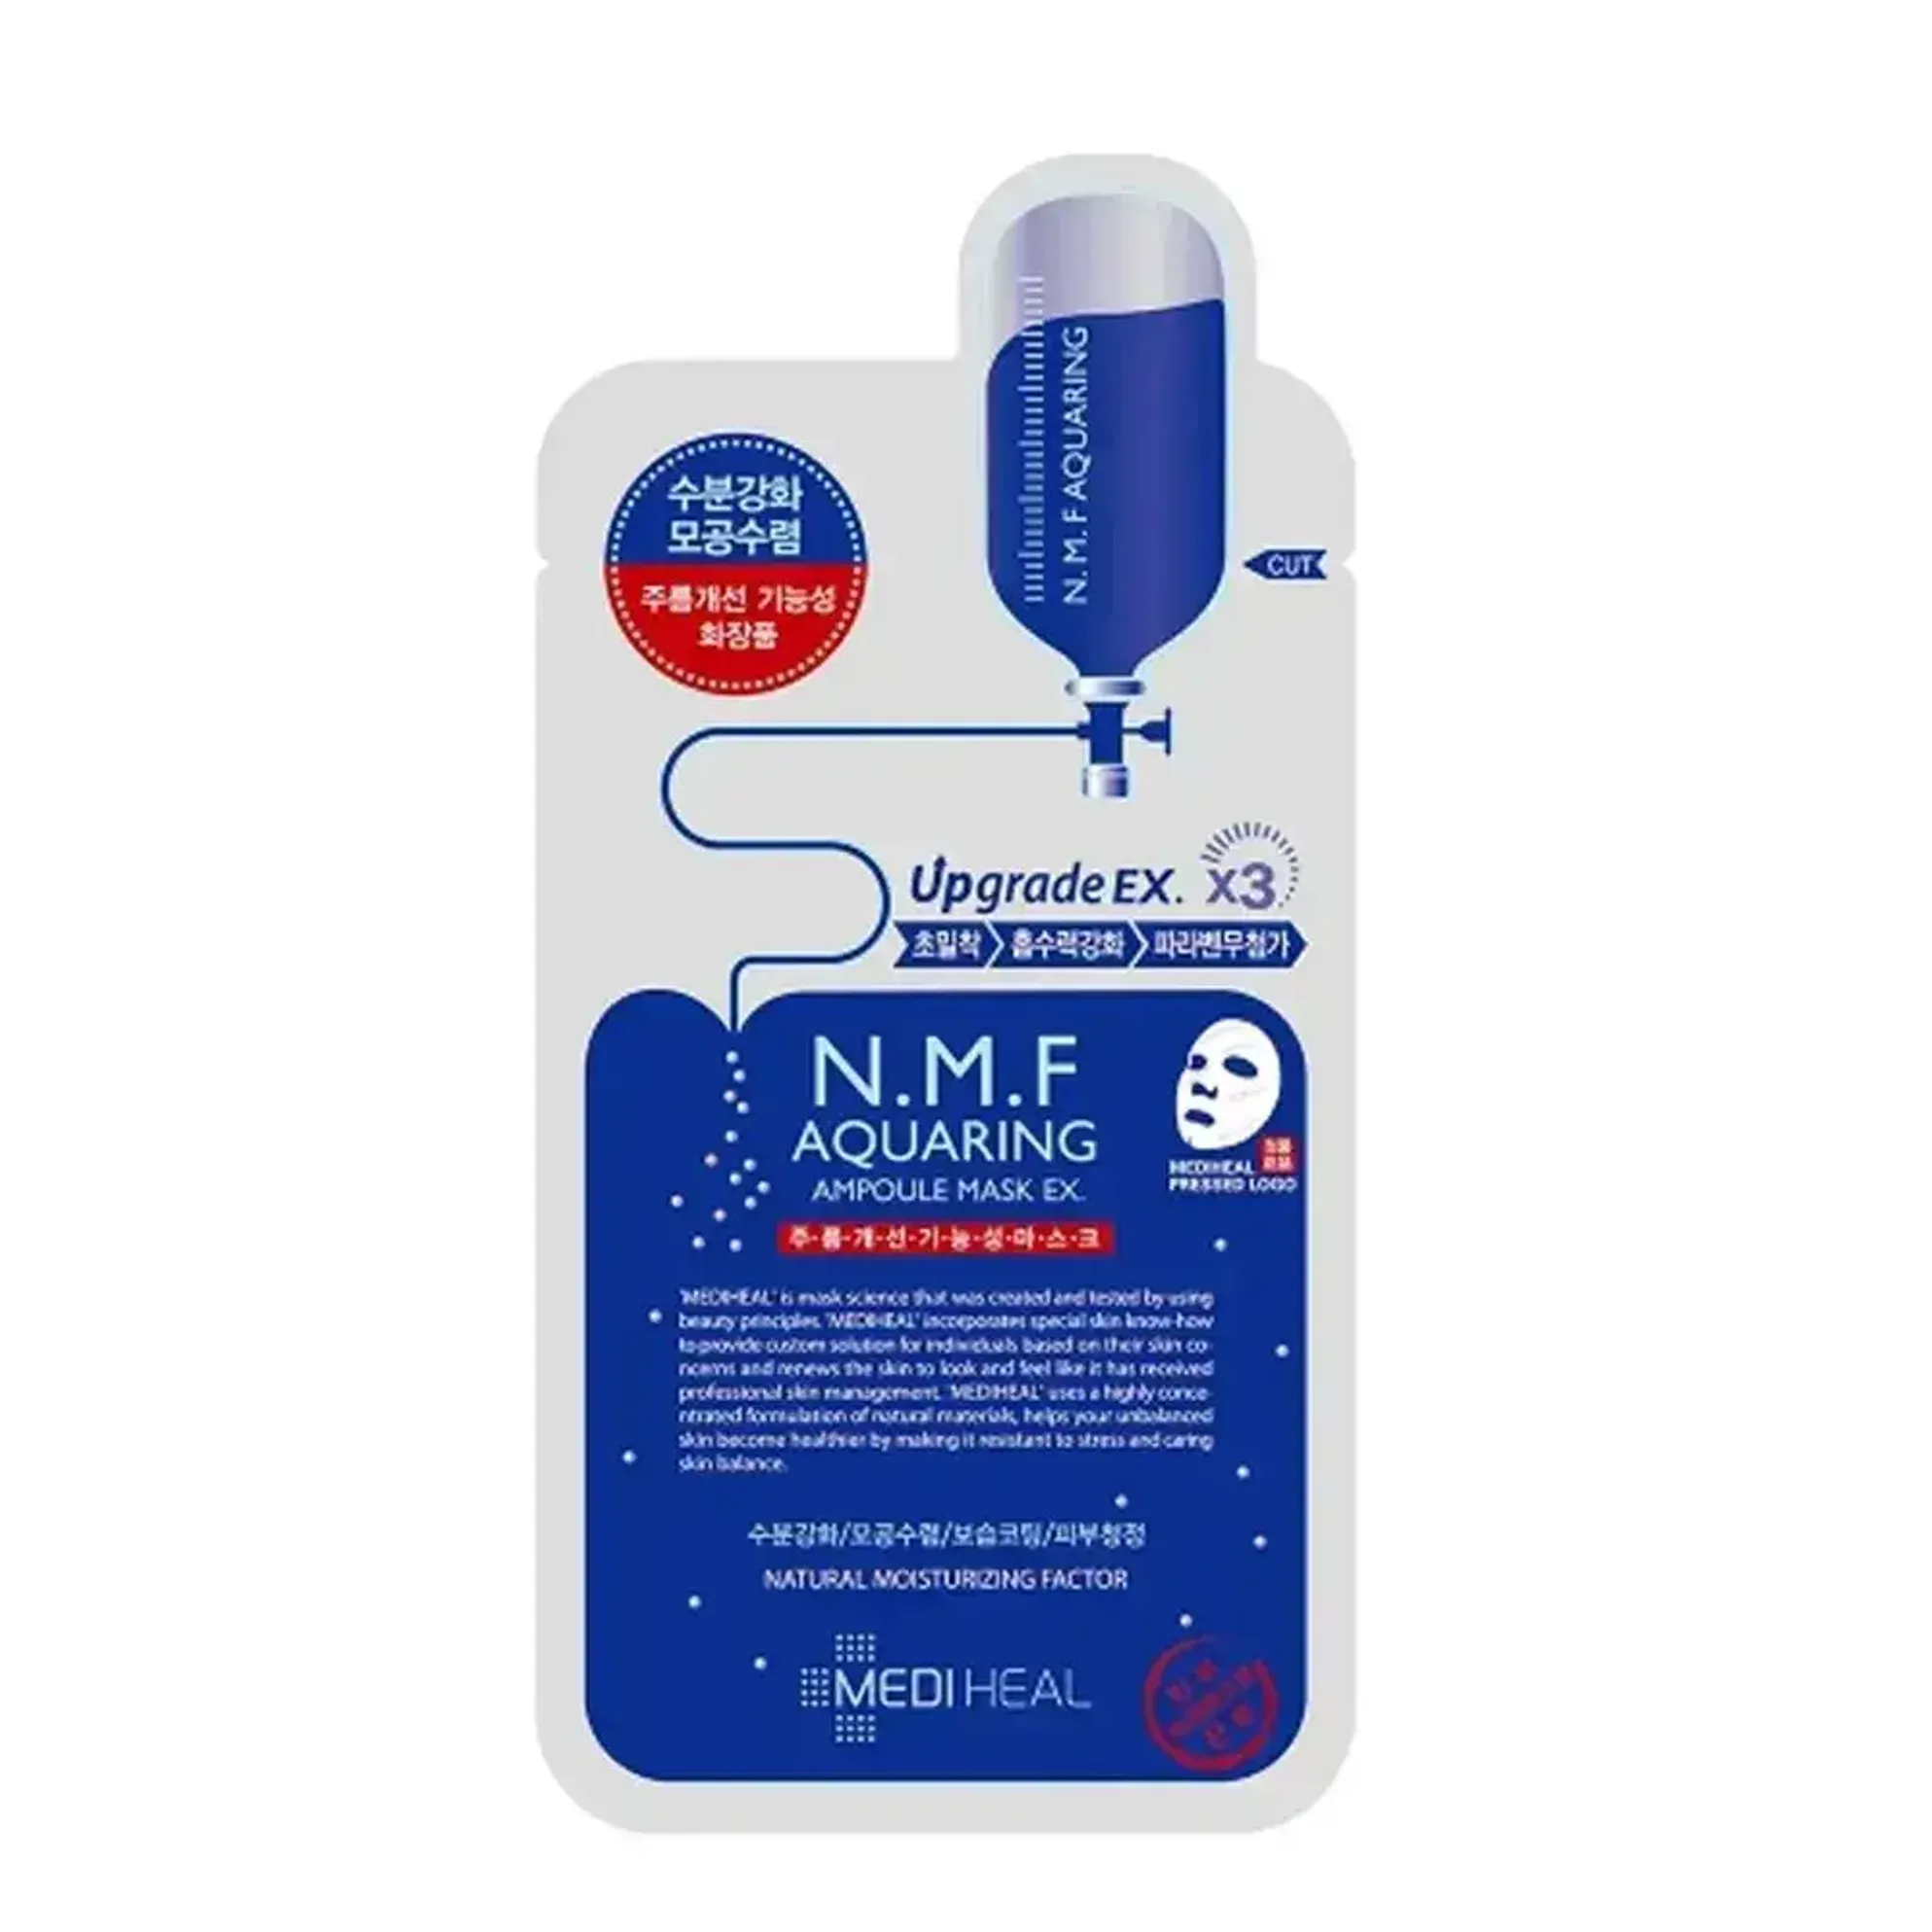 N.M.F AQUARING
수분강화
모공수렴
주름개선 기능성
화장품
CUT
Upgrade EX. x3
초밀착 흡수력강화 파라벤무첨가
N.M.F
AQUARING
AMPOULE MASK EX.
MEDIHEAL
PRESSED LOGO
주·름·개·선·기·능·성·마·스·크
'MEDIHEAL' is mask science that was created and tested by using
beauty principles. 'MEDIHEAL' incorporates special skin know-how
to provide custom solution for individuals based on their skin co-
ncerns and renews the skin to look and feel like it has received
professional skin management. 'MEDIHEAL' uses a highly conce-
ntrated formulation of natural materials, helps your unbalanced
skin become healthier by making it resistant to stress and caring
skin balance.
수분강화/모공수렴/보습코팅/피부청정
NATURAL MOISTURIZING FACTOR
MEDIHEAL